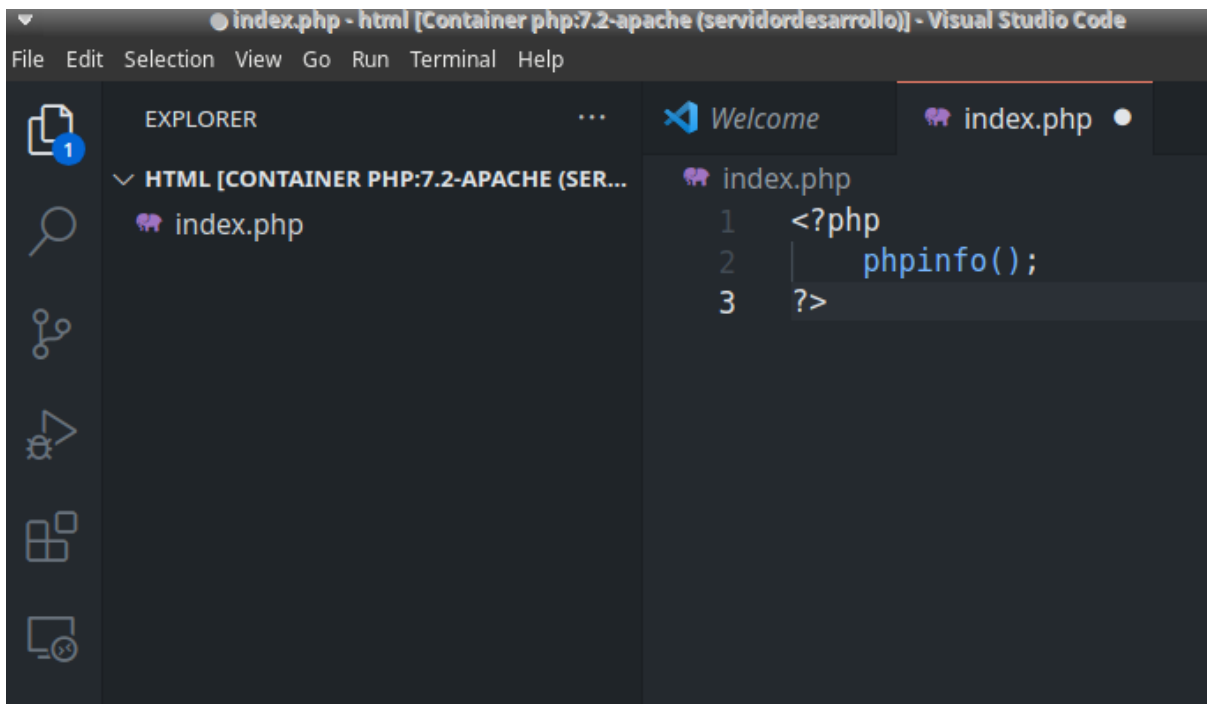 index.php - html [Container php:7.2-apache (servidordesarrollo)] - Visual Studio Code
File Edit Selection View Go Run Terminal Help
EXPLORER ...
Welcome
index.php
1
HTML [CONTAINER PHP:7.2-APACHE (SER...
index.php
index.php
1 <?php
2 phpinfo();
3 ?>